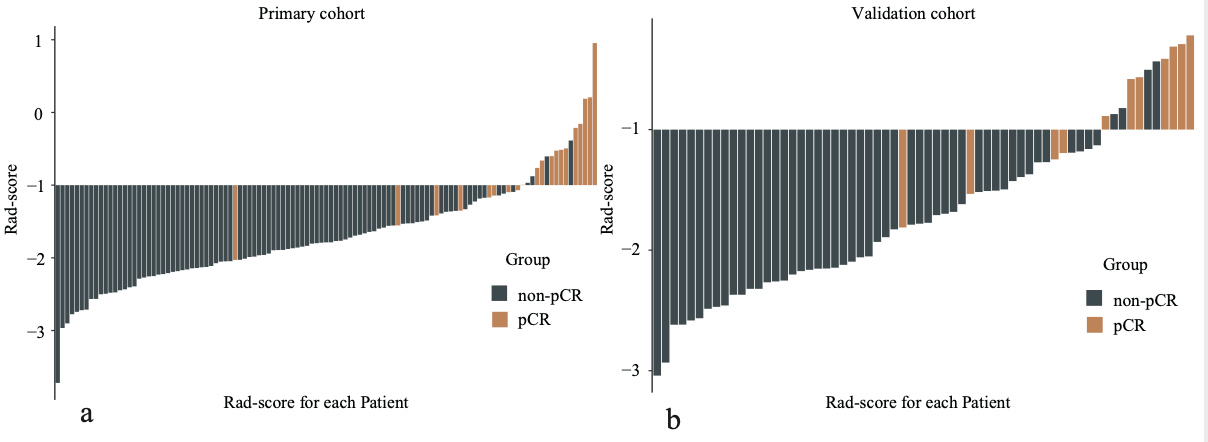 Primary cohort
1
0
−1
−2
−3
Rad-score
Group
non-pCR
pCR
Rad-score for each Patient
a
Validation cohort
−1
−2
−3
Rad-score
Group
non-pCR
pCR
Rad-score for each Patient
b